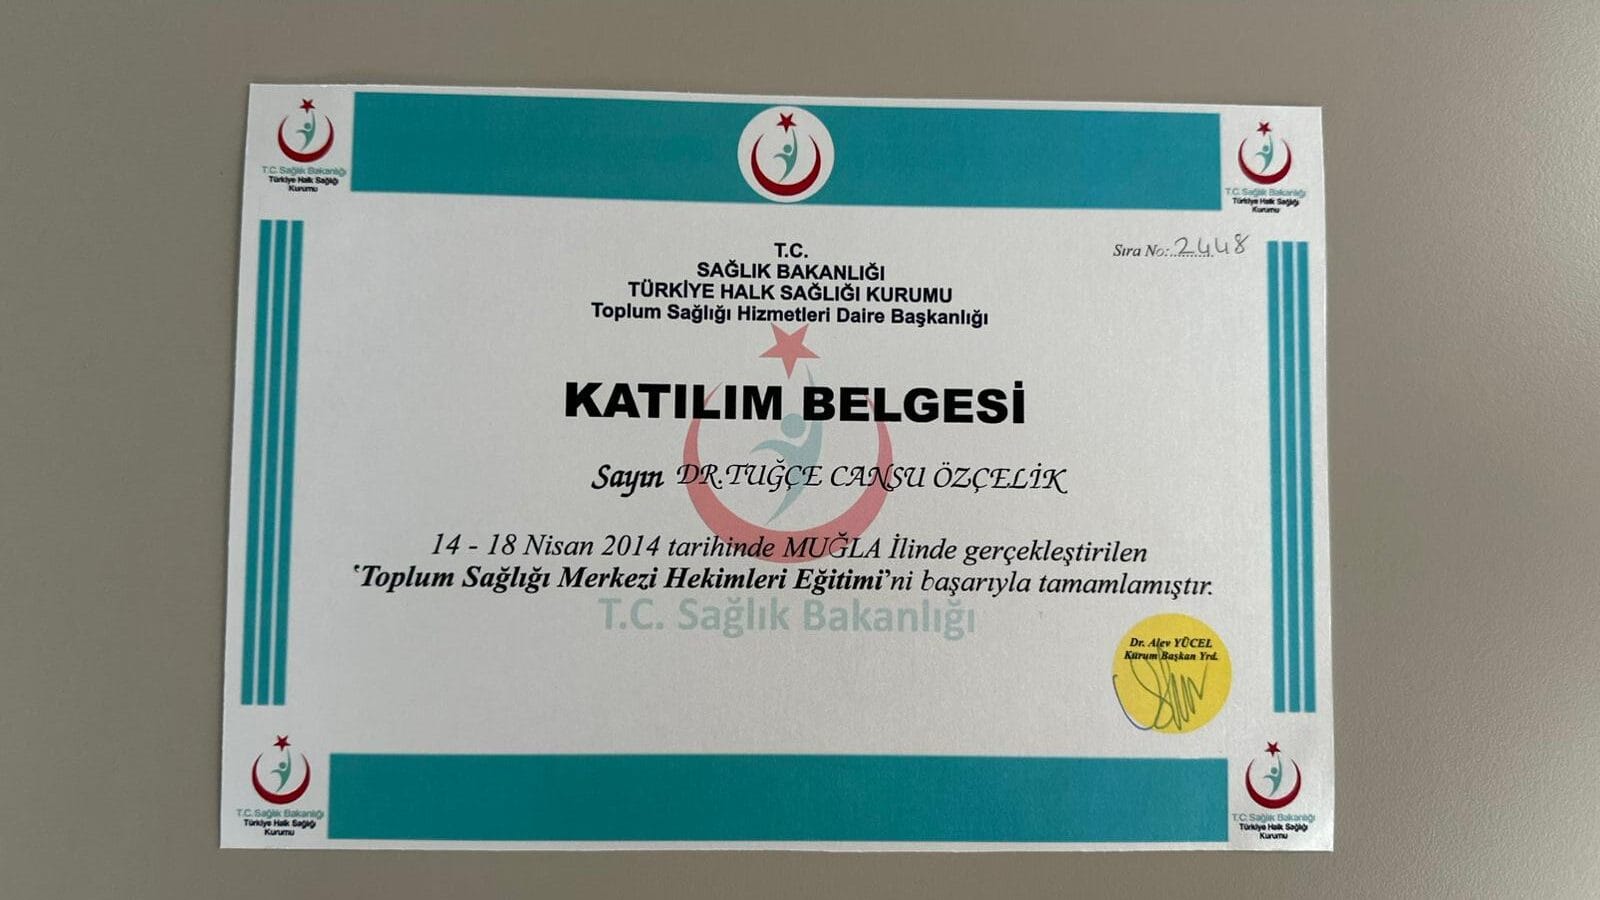 T.C. Sağlık Bakanlığı
Türkiye Halk Sağlığı
Kurumu
T.C. Sağlık Bakanlığı
Türkiye Halk Sağlığı
Kurumu
Sıra No:.2448
T.C.
SAĞLIK BAKANLIĞI
TÜRKİYE HALK SAĞLIĞI KURUMU
Toplum Sağlığı Hizmetleri Daire Başkanlığı
KATILIM BELGESİ
Sayın DR.TUĞÇE CANSU ÖZÇELİK
14 - 18 Nisan 2014 tarihinde MUĞLA İlinde gerçekleştirilen
‘Toplum Sağlığı Merkezi Hekimleri Eğitimi’ni başarıyla tamamlamıştır.
T.C. Sağlık Bakanlığı
Dr. Alev YÜCEL
Kurum Başkan Yrd.
T.C. Sağlık Bakanlığı
Türkiye Halk Sağlığı
Kurumu
T.C. Sağlık Bakanlığı
Türkiye Halk Sağlığı
Kurumu